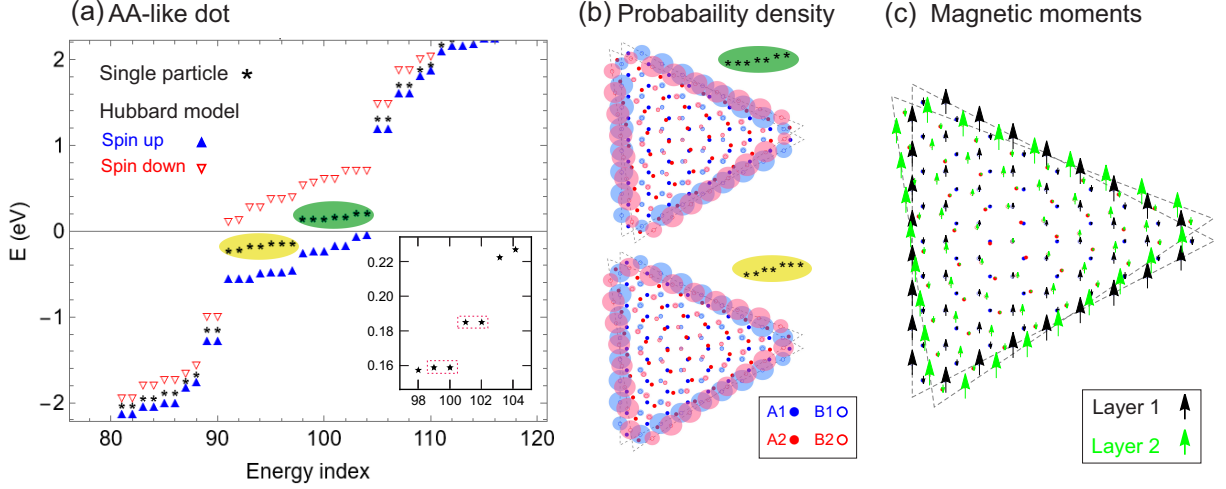 (a) AA-like dot
(b) Probabaility density
(c) Magnetic moments
2
1
0
−1
−2
E (eV)
Single particle *
Hubbard model
Spin up
Spin down
0.22
0.20
0.18
0.16
98 100 102 104
80 90 100 110 120
Energy index
A1 B1
A2 B2
Layer 1
Layer 2